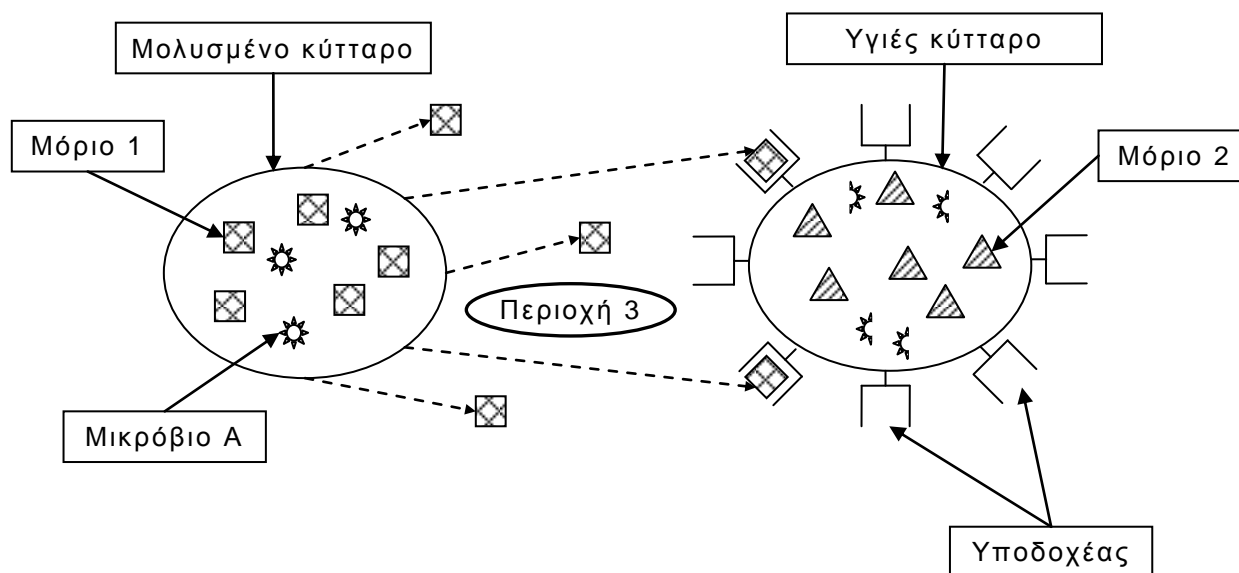 Μολυσμένο κύτταρο
Υγιές κύτταρο
Μόριο 1
Μόριο 2
Περιοχή 3
Μικρόβιο Α
Υποδοχέας